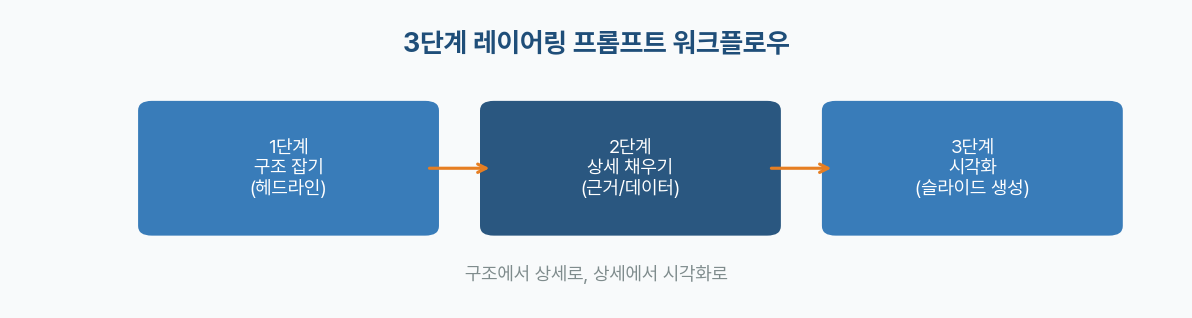 3단계 레이어링 프롬프트 워크플로우
1단계
구조 잡기
(헤드라인)
2단계
상세 채우기
(근거/데이터)
3단계
시각화
(슬라이드 생성)
구조에서 상세로, 상세에서 시각화로